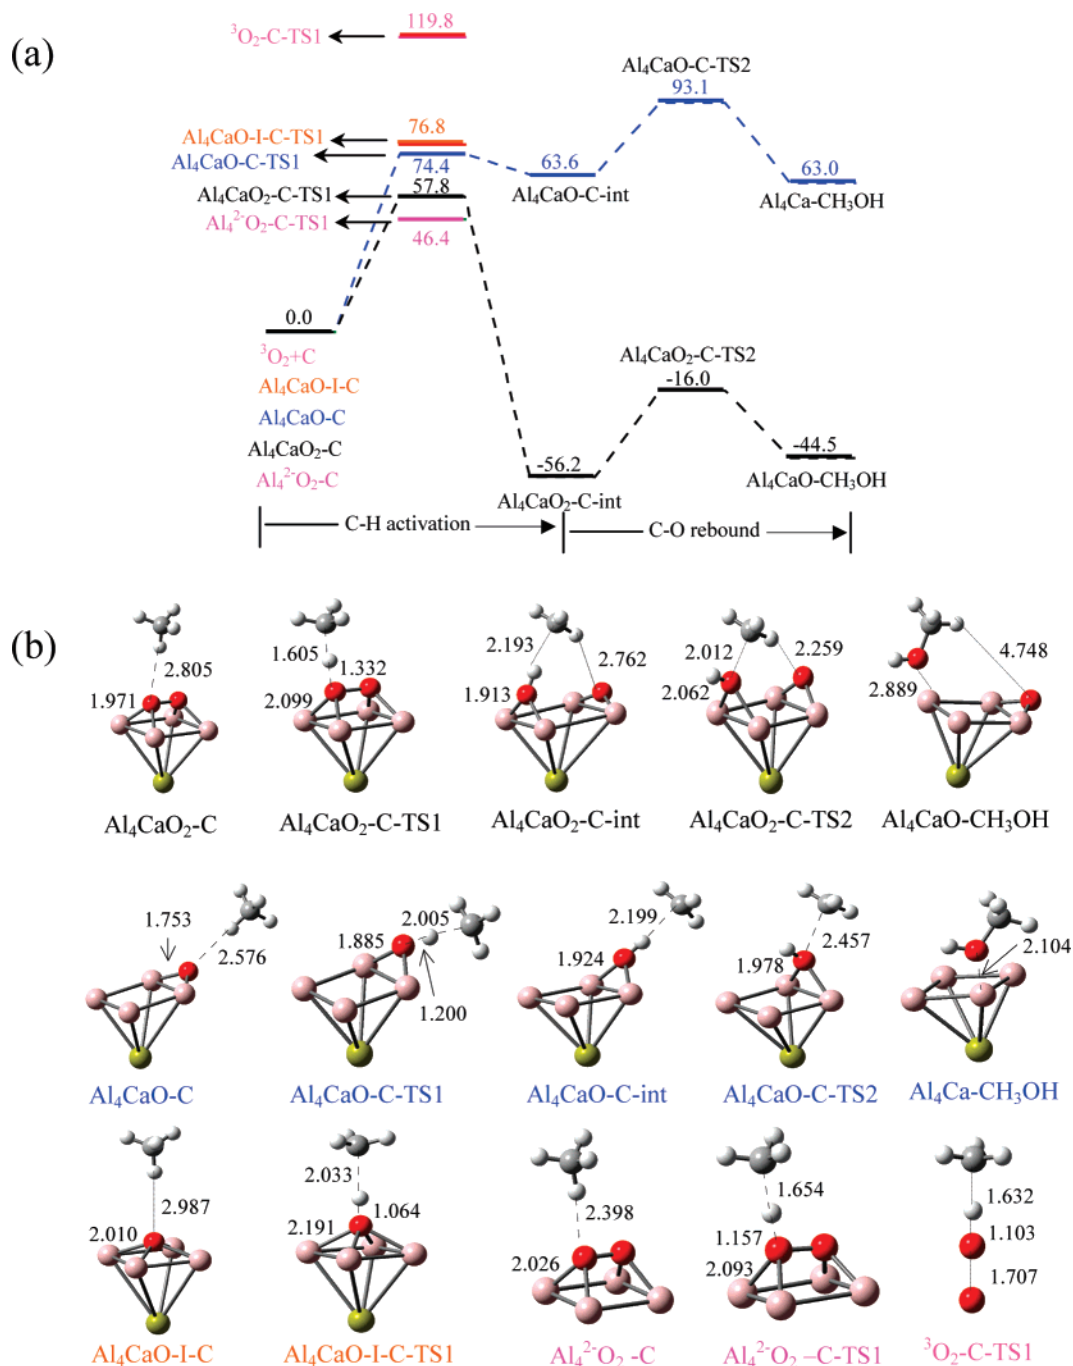 (a)
³O₂-C-TS1
119.8
Al₄CaO-C-TS2
93.1
Al₄CaO-I-C-TS1
76.8
Al₄CaO-C-TS1
74.4
63.6
Al₄CaO-C-int
63.0
Al₄Ca-CH₃OH
Al₄CaO₂-C-TS1
57.8
Al₄²⁻O₂-C-TS1
46.4
0.0
³O₂+C
Al₄CaO-I-C
Al₄CaO-C
Al₄CaO₂-C
Al₄²⁻O₂-C
Al₄CaO₂-C-TS2
-16.0
-56.2
Al₄CaO₂-C-int
-44.5
Al₄CaO-CH₃OH
C-H activation
C-O rebound
(b)
2.805
1.971
Al₄CaO₂-C
1.605
1.332
2.099
Al₄CaO₂-C-TS1
2.193
2.762
1.913
Al₄CaO₂-C-int
2.012
2.259
2.062
Al₄CaO₂-C-TS2
4.748
2.889
Al₄CaO-CH₃OH
1.753
2.576
Al₄CaO-C
2.005
1.885
1.200
Al₄CaO-C-TS1
2.199
1.924
Al₄CaO-C-int
2.457
1.978
Al₄CaO-C-TS2
2.104
Al₄Ca-CH₃OH
2.987
2.010
Al₄CaO-I-C
2.033
1.064
2.191
Al₄CaO-I-C-TS1
2.398
2.026
Al₄²⁻O₂ -C
1.654
1.157
2.093
Al₄²⁻O₂ –C-TS1
1.632
1.103
1.707
³O₂-C-TS1